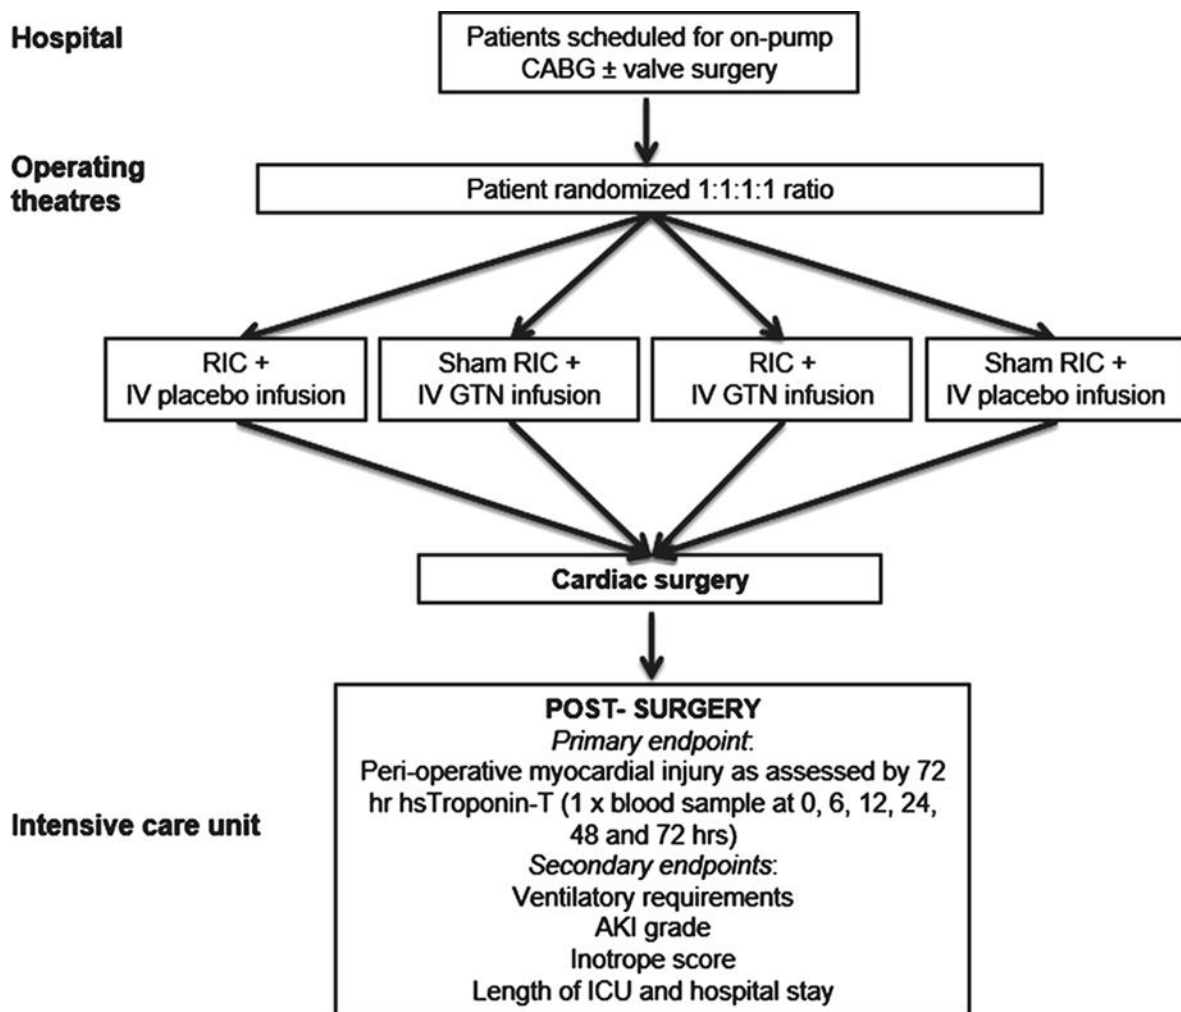 Hospital
Patients scheduled for on-pump
CABG ± valve surgery
Operating
theatres
Patient randomized 1:1:1:1 ratio
RIC +
IV placebo infusion
Sham RIC +
IV GTN infusion
RIC +
IV GTN infusion
Sham RIC +
IV placebo infusion
Cardiac surgery
Intensive care unit
POST- SURGERY
Primary endpoint:
Peri-operative myocardial injury as assessed by 72
hr hsTroponin-T (1 x blood sample at 0, 6, 12, 24,
48 and 72 hrs)
Secondary endpoints:
Ventilatory requirements
AKI grade
Inotrope score
Length of ICU and hospital stay